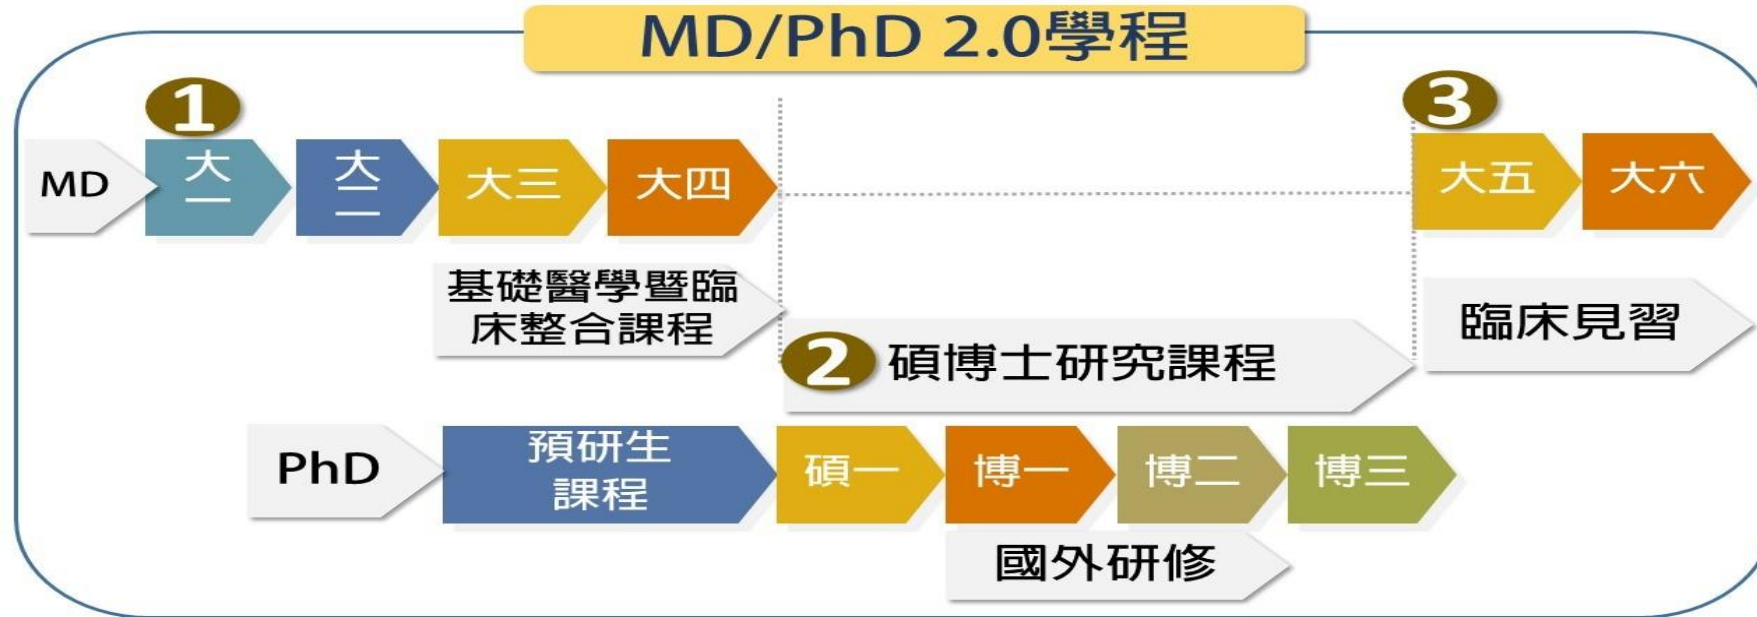 MD/PhD 2.0學程
1
3
MD
大一
大二
大三
大四
大五
大六
基礎醫學暨臨
床整合課程
臨床見習
2 碩博士研究課程
PhD
預研生
課程
碩一
博一
博二
博三
國外研修